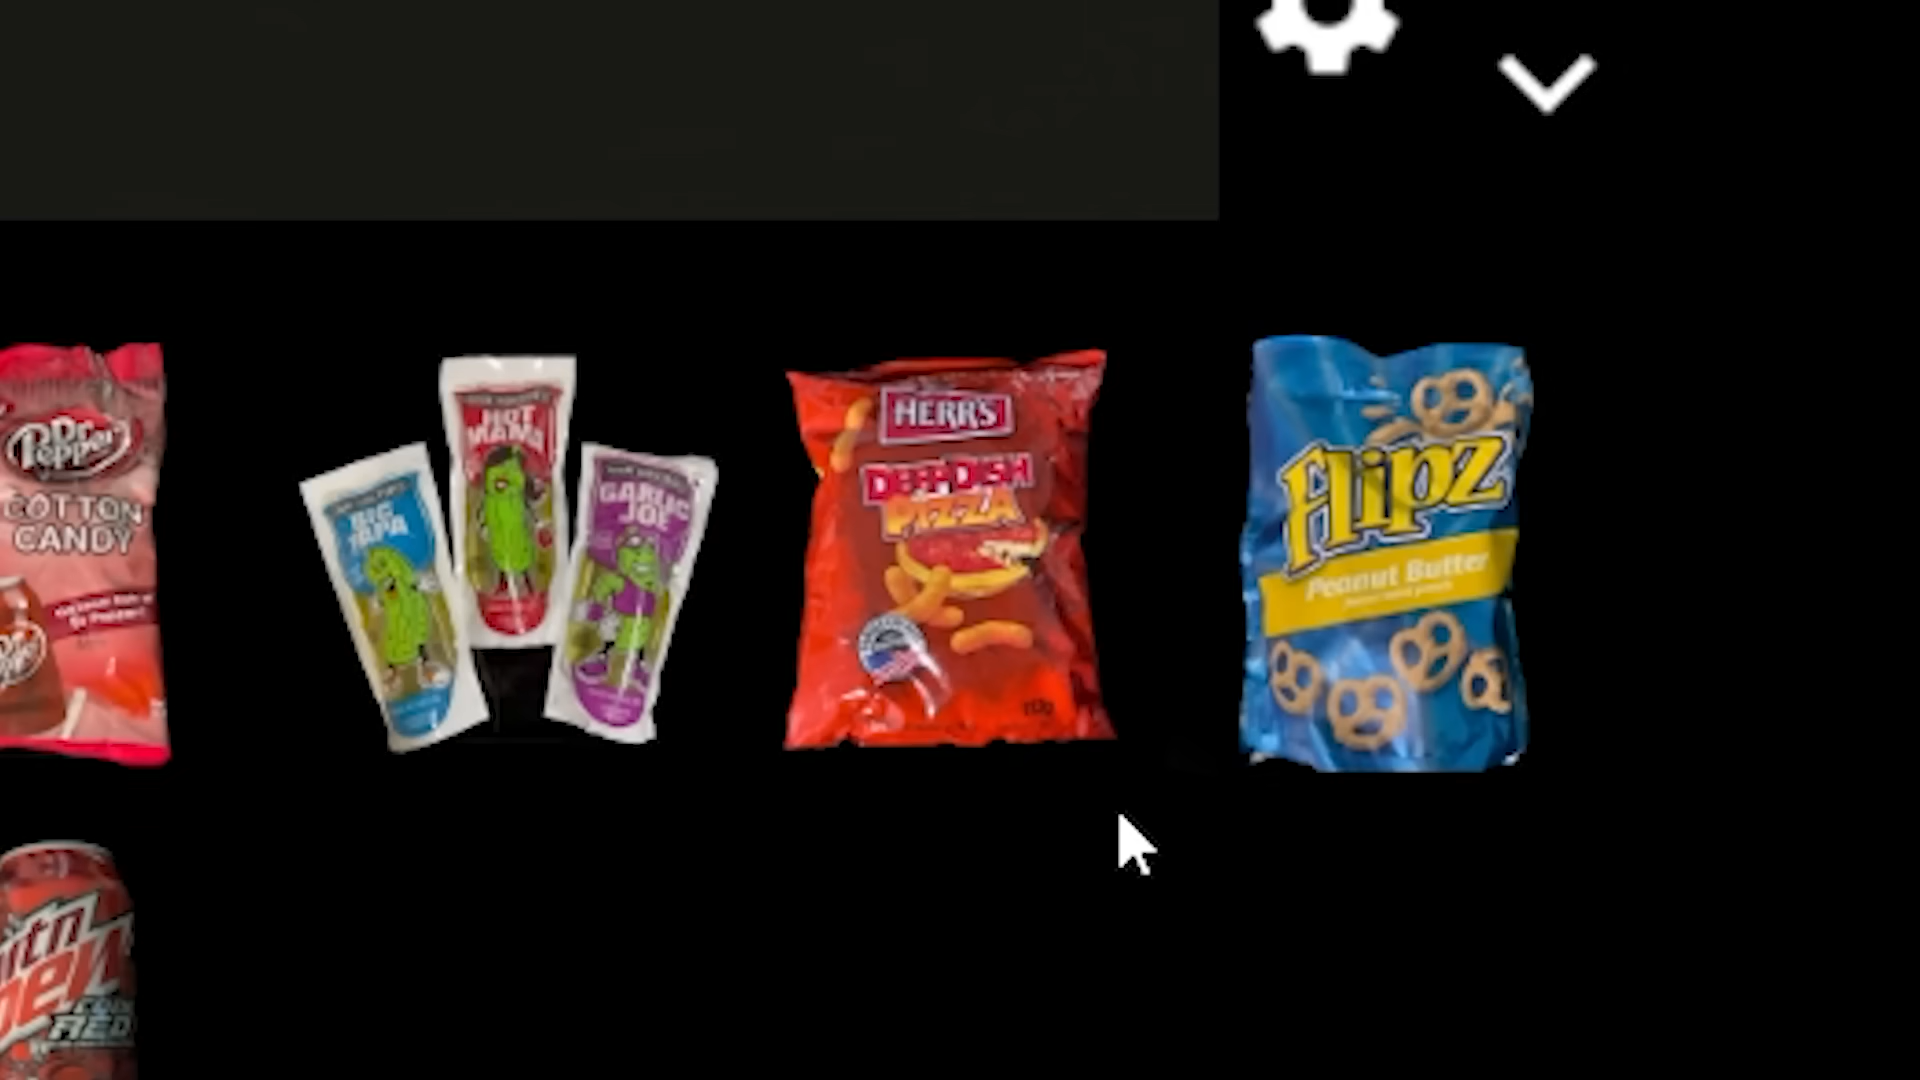 Dr Pepper
COTTON
CANDY
BIG
PAPA
HOT
MAMA
GARLIC
JOE
HERR'S
DEEP DISH
PIZZA
Flipz
Peanut Butter
mtn
Dew
CODE
RED